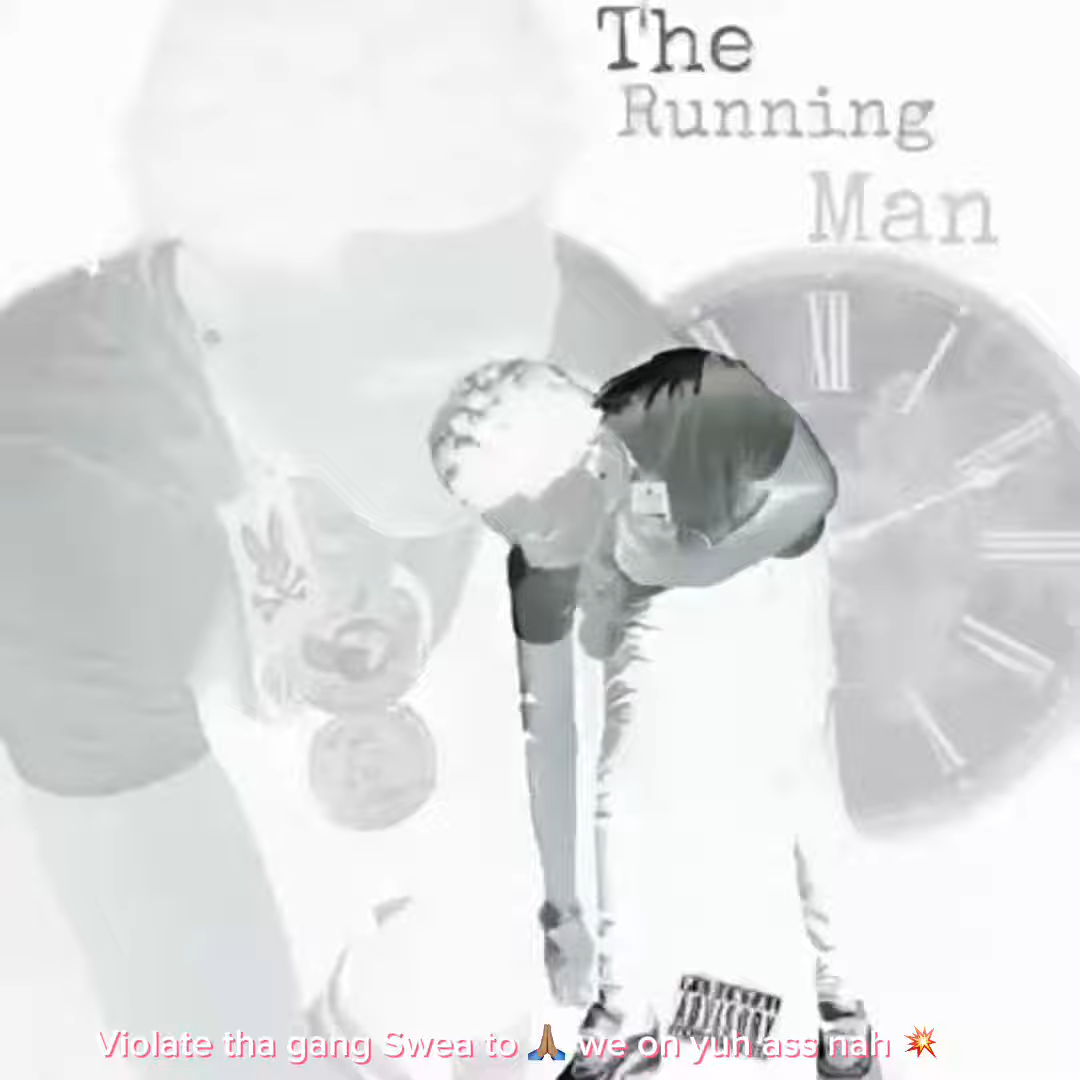 The
Running
Man
Violate tha gang Swea to 🙏🏽 we on yuh ass nah 💥